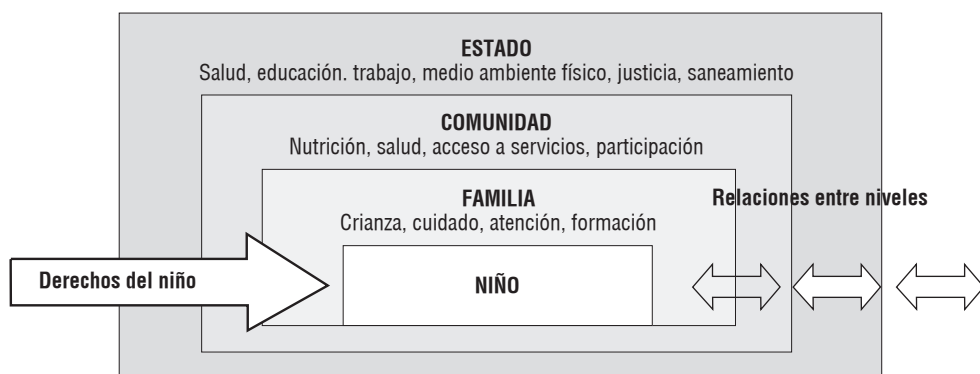 ESTADO
Salud, educación. trabajo, medio ambiente físico, justicia, saneamiento
COMUNIDAD
Nutrición, salud, acceso a servicios, participación
FAMILIA
Crianza, cuidado, atención, formación
Relaciones entre niveles
Derechos del niño
NIÑO